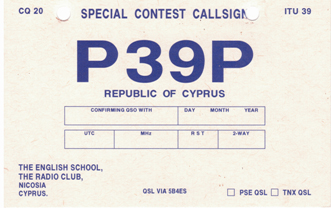 CQ 20 SPECIAL CONTEST CALLSIGN ITU 39
P39P
REPUBLIC OF CYPRUS
CONFIRMING QSO WITH DAY MONTH YEAR
UTC MHz R S T 2-WAY
THE ENGLISH SCHOOL,
THE RADIO CLUB,
NICOSIA
CYPRUS.
QSL VIA 5B4ES PSE QSL TNX QSL